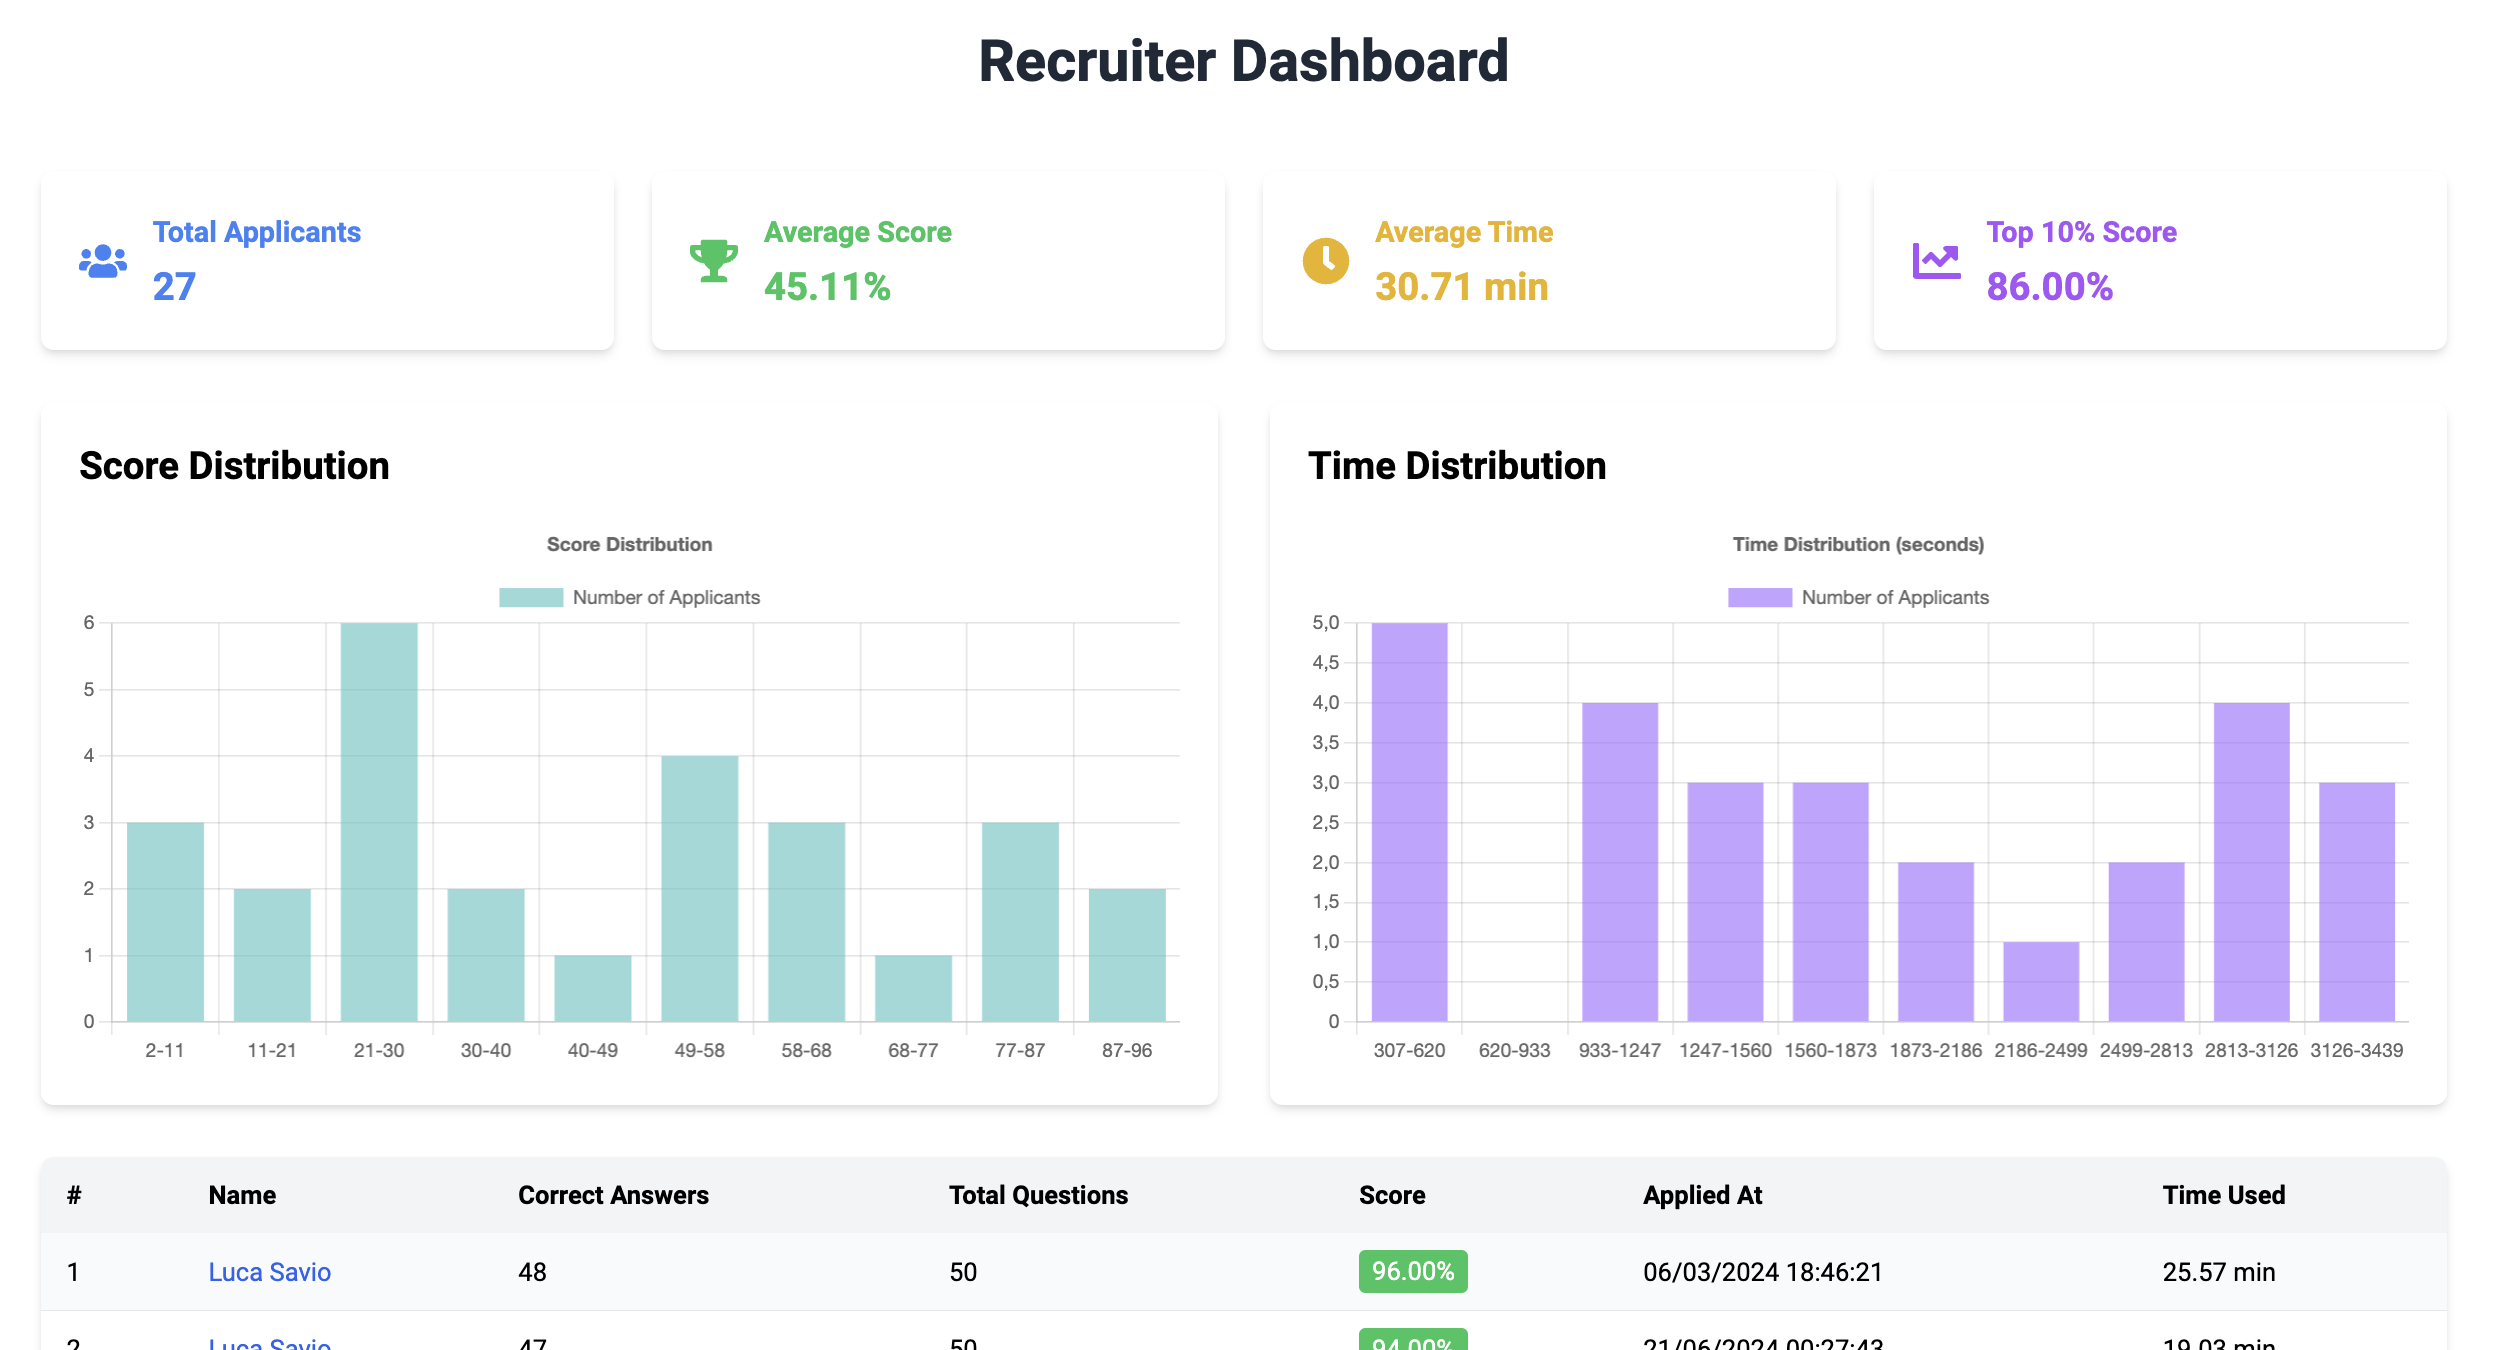 Recruiter Dashboard
Total Applicants
27
Average Score
45.11%
Average Time
30.71 min
Top 10% Score
86.00%
Score Distribution
Score Distribution
Number of Applicants
6
5
4
3
2
1
0
2-11 11-21 21-30 30-40 40-49 49-58 58-68 68-77 77-87 87-96
Time Distribution
Time Distribution (seconds)
Number of Applicants
5,0
4,5
4,0
3,5
3,0
2,5
2,0
1,5
1,0
0,5
0
307-620 620-933 933-1247 1247-1560 1560-1873 1873-2186 2186-2499 2499-2813 2813-3126 3126-3439
# Name Correct Answers Total Questions Score Applied At Time Used
1 Luca Savio 48 50 96.00% 06/03/2024 18:46:21 25.57 min
2 Luca Savio 47 50 94.00% 21/06/2024 00:27:43 19.03 min